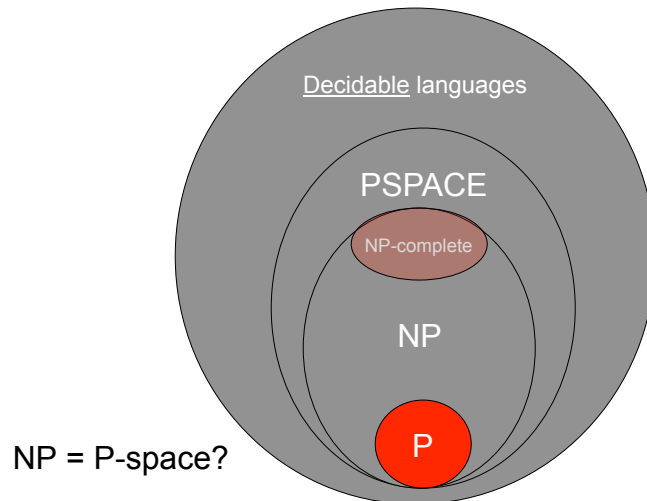 Decidable languages
PSPACE
NP-complete
NP
P
NP = P-space?